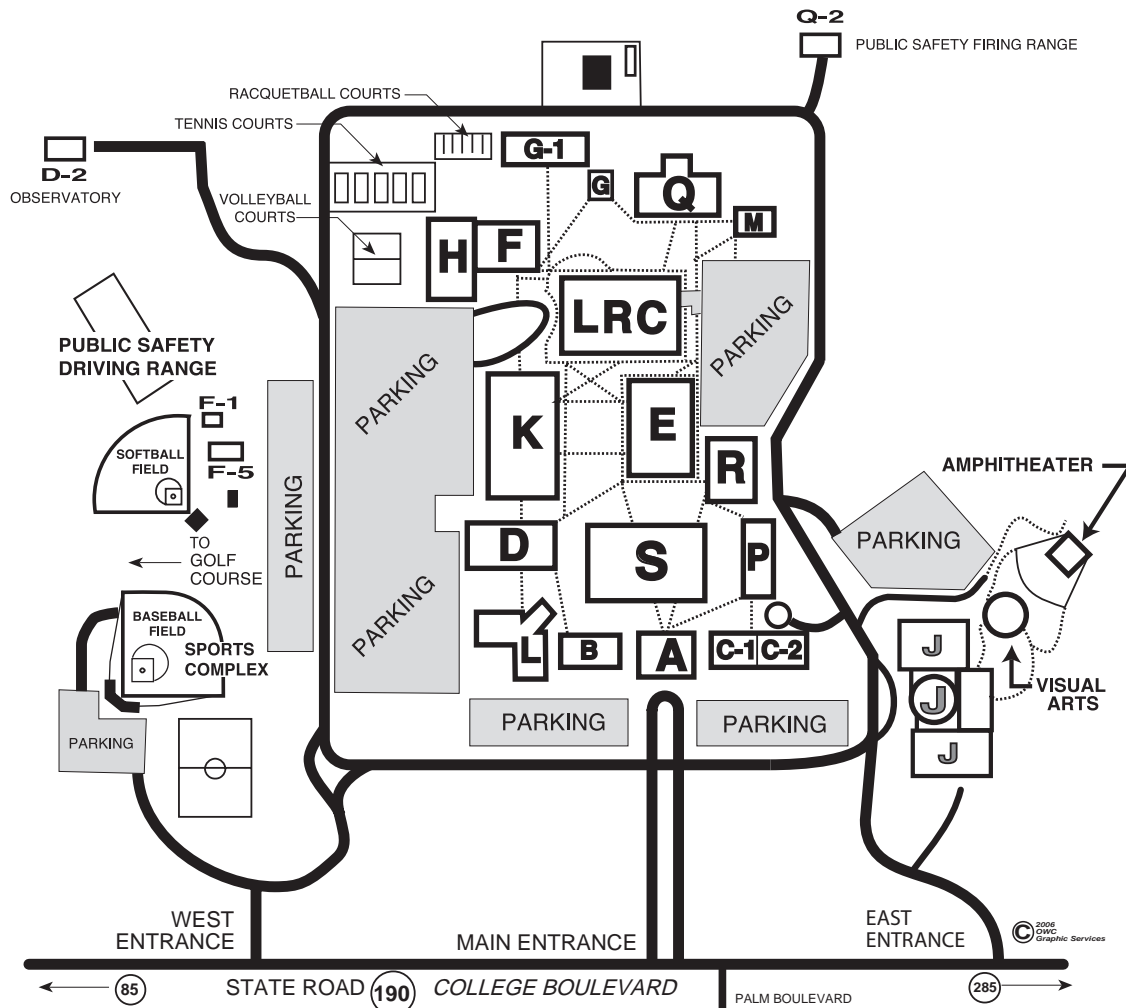 Q-2
PUBLIC SAFETY FIRING RANGE
RACQUETBALL COURTS
TENNIS COURTS
G-1
D-2
OBSERVATORY
G
Q
VOLLEYBALL
COURTS
M
H
F
LRC
PARKING
PUBLIC SAFETY
DRIVING RANGE
PARKING
F-1
K
E
SOFTBALL
FIELD
F-5
R
AMPHITHEATER
PARKING
TO
GOLF
COURSE
D
S
P
PARKING
PARKING
BASEBALL
FIELD
SPORTS
COMPLEX
L
B
A
C-1
C-2
J
J
J
VISUAL
ARTS
PARKING
PARKING
PARKING
WEST
ENTRANCE
MAIN ENTRANCE
EAST
ENTRANCE
© 2006
OWC
Graphic Services
85
STATE ROAD 190 COLLEGE BOULEVARD
PALM BOULEVARD
285